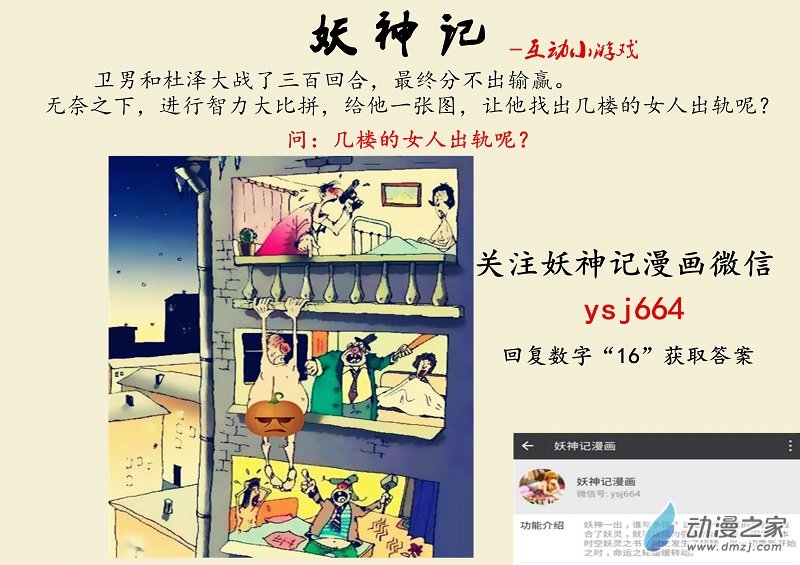 妖神记
-互动小游戏
卫男和杜泽大战了三百回合，最终分不出输赢。
无奈之下，进行智力大比拼，给他一张图，让他找出几楼的女人出轨呢？
问：几楼的女人出轨呢？
关注妖神记漫画微信
ysj664
回复数字“16”获取答案
妖神记漫画
妖神记漫画
微信号: ysj664
功能介绍
妖神一出，谁与
合了妖灵，就
时空妖灵之书
之时，命运之轮缓缓转动。
动漫之家
www.dmzj.com